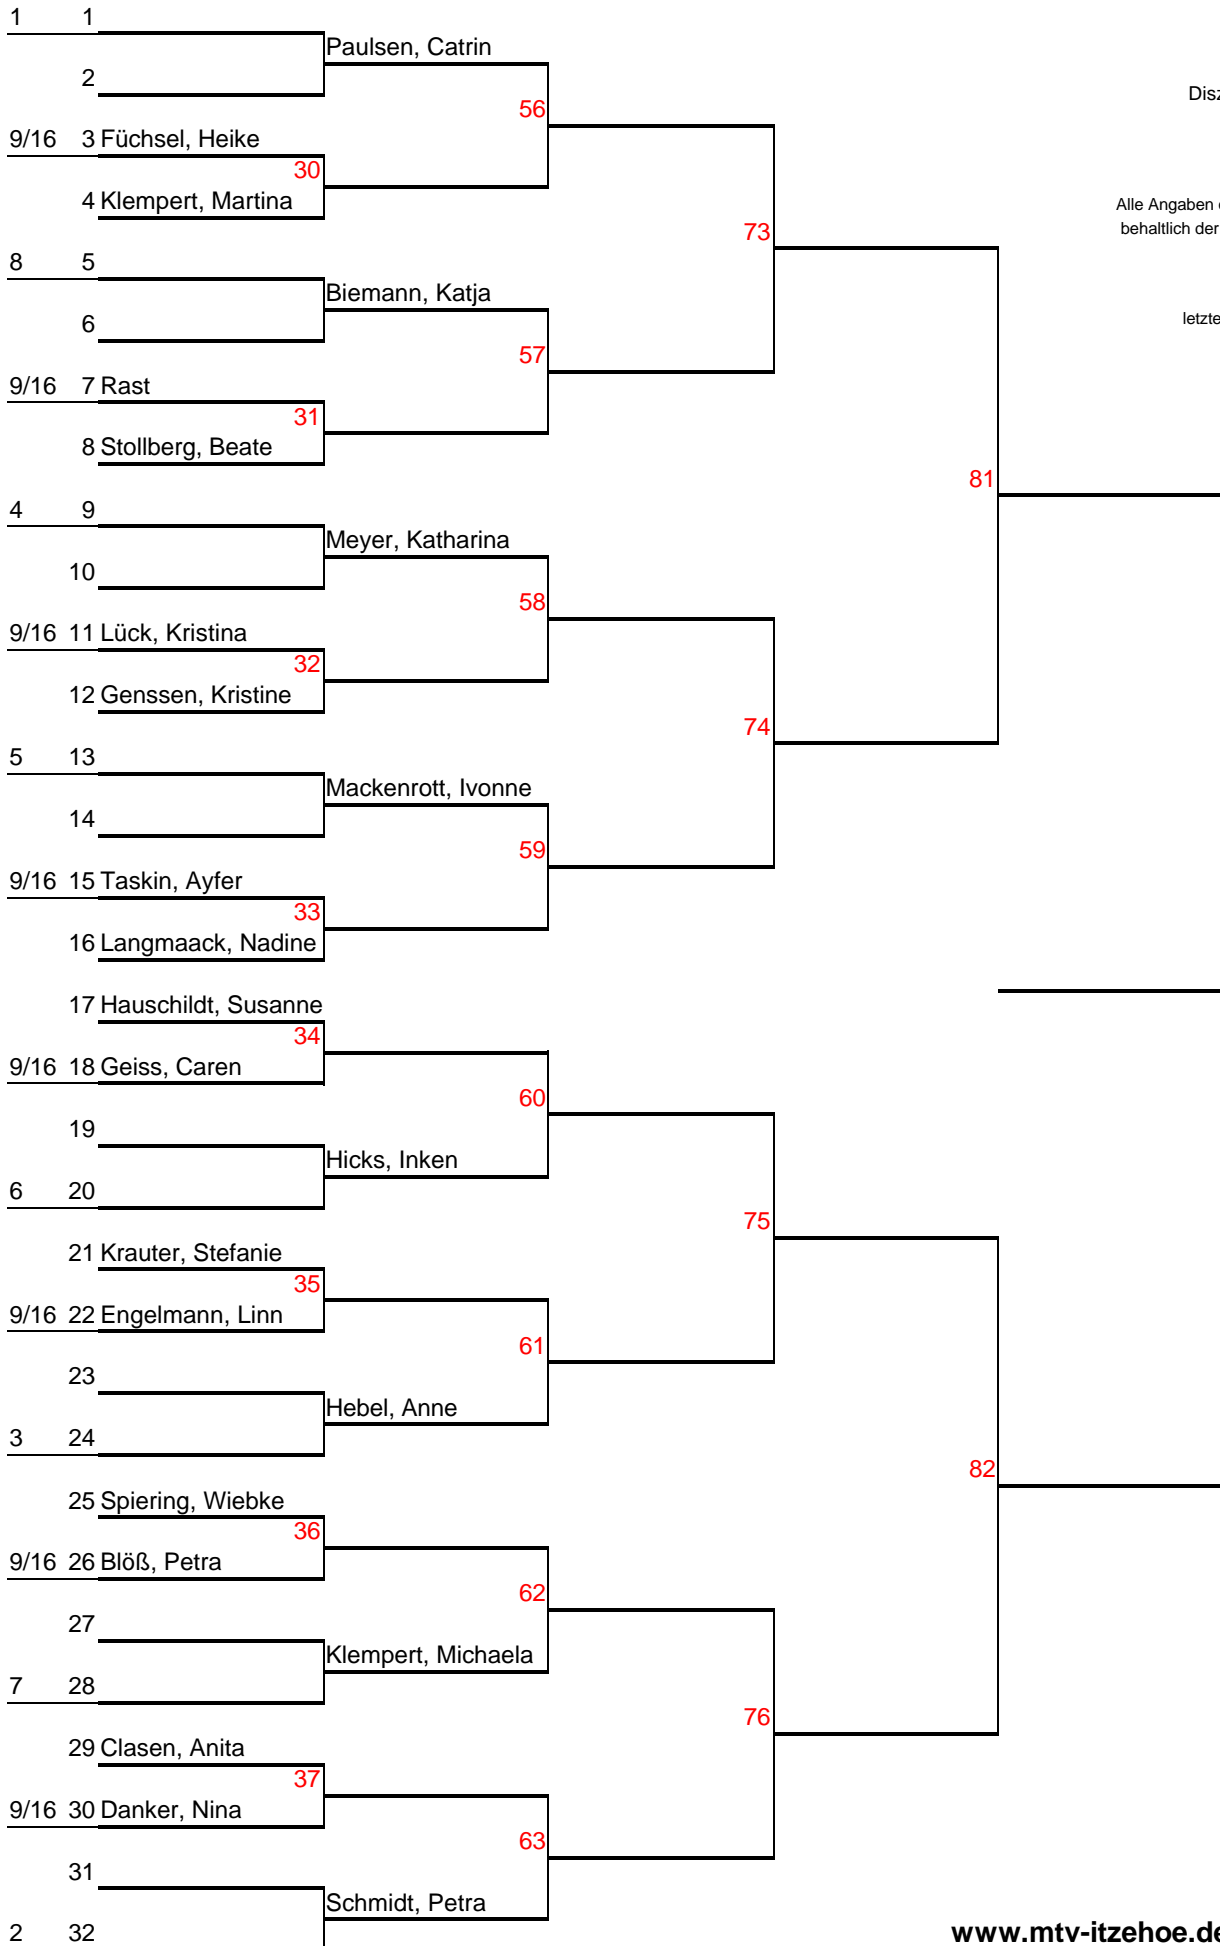 1 1
Paulsen, Catrin
2
Disz
56
9/16 3 Füchsel, Heike
30
4 Klempert, Martina
Alle Angaben
73
behaltlich der
8 5
Biemann, Katja
6
letzte
57
9/16 7 Rast
31
8 Stollberg, Beate
81
4 9
Meyer, Katharina
10
58
9/16 11 Lück, Kristina
32
12 Genssen, Kristine
74
5 13
Mackenrott, Ivonne
14
59
9/16 15 Taskin, Ayfer
33
16 Langmaack, Nadine
17 Hauschildt, Susanne
34
9/16 18 Geiss, Caren
60
19
Hicks, Inken
6 20
75
21 Krauter, Stefanie
35
9/16 22 Engelmann, Linn
61
23
Hebel, Anne
3 24
82
25 Spiering, Wiebke
36
9/16 26 Blöß, Petra
62
27
Klempert, Michaela
7 28
76
29 Clasen, Anita
37
9/16 30 Danker, Nina
63
31
Schmidt, Petra
2 32
www.mtv-itzehoe.de